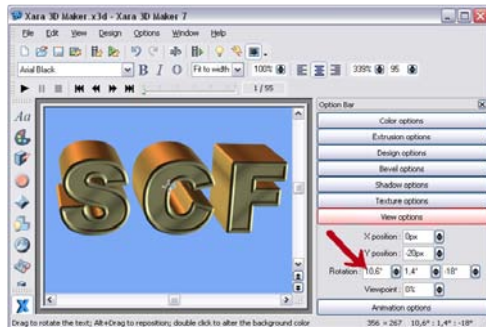 Xara 3D Maker.x3d - Xara 3D Maker 7
File Edit View Design Options Window Help
Arial Black B I O Fit to width 100% 339% 95
1 / 95
Option Bar
Aa
Color options
Extrusion options
Design options
Bevel options
Shadow options
Texture options
View options
SCF
X position: 0px
Y position: -20px
Rotation: 10,6° 1,4° -18°
Viewpoint: 0%
Animation options
Drag to rotate the text; Alt+Drag to reposition; double click to alter the background color 356 × 267 10,6° : 1,4° : -18°